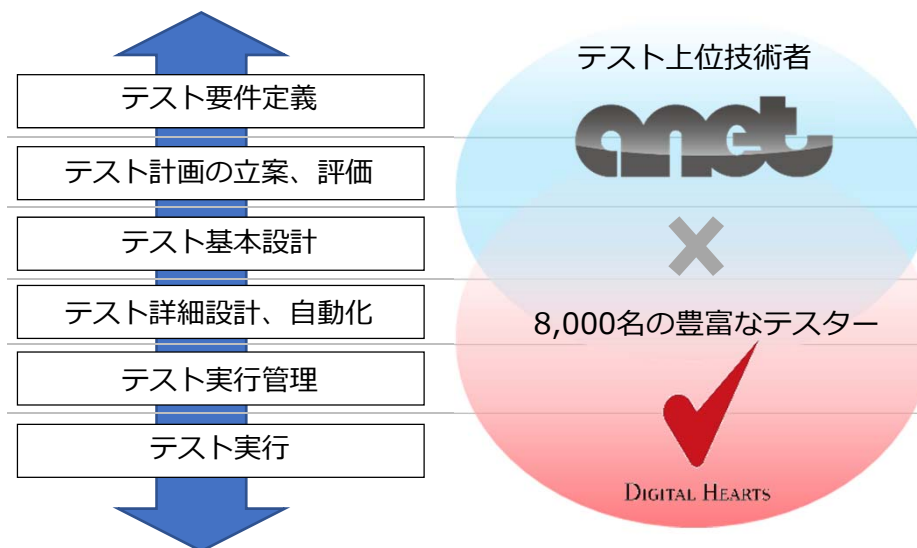 テスト要件定義
テスト計画の立案、評価
テスト基本設計
テスト詳細設計、自動化
テスト実行管理
テスト実行
テスト上位技術者
anet
×
8,000名の豊富なテスター
DIGITAL HEARTS